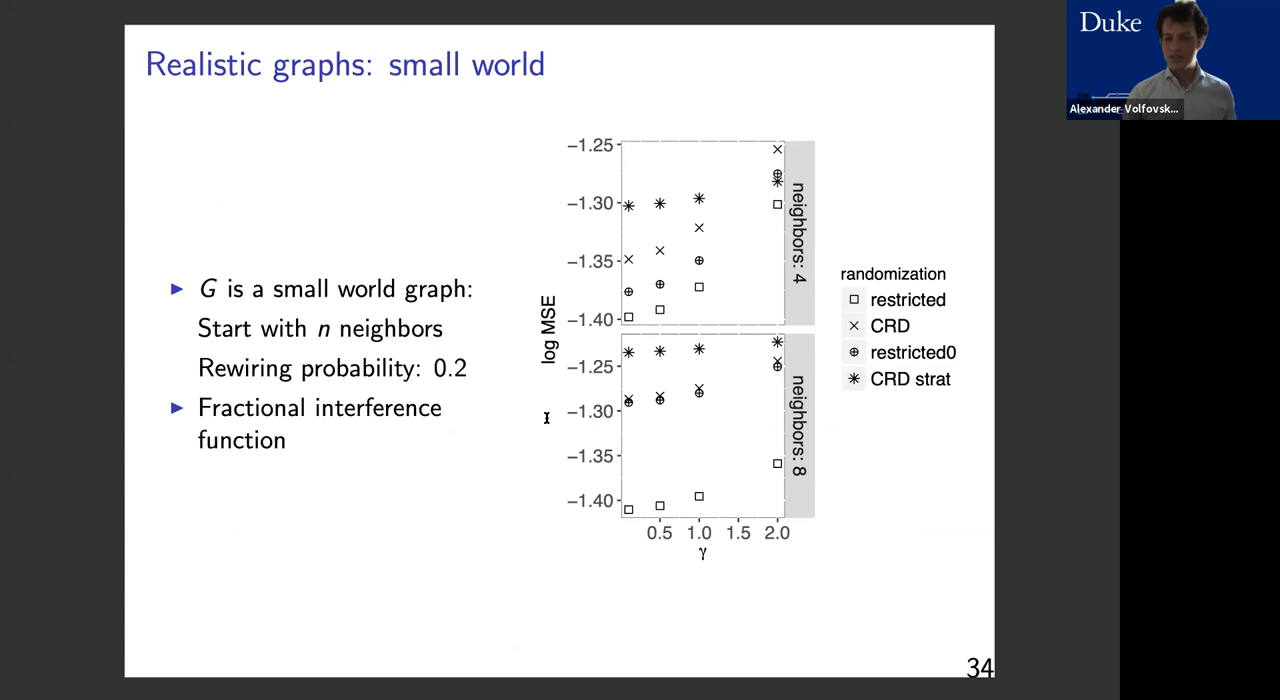 Realistic graphs: small world
▶ G is a small world graph:
Start with n neighbors
Rewiring probability: 0.2
▶ Fractional interference
function
log MSE
−1.25
−1.30
−1.35
−1.40
neighbors: 4
−1.25
−1.30
−1.35
−1.40
neighbors: 8
0.5 1.0 1.5 2.0
γ
randomization
restricted
CRD
restricted0
CRD strat
34
Duke
Alexander Volfovsk...